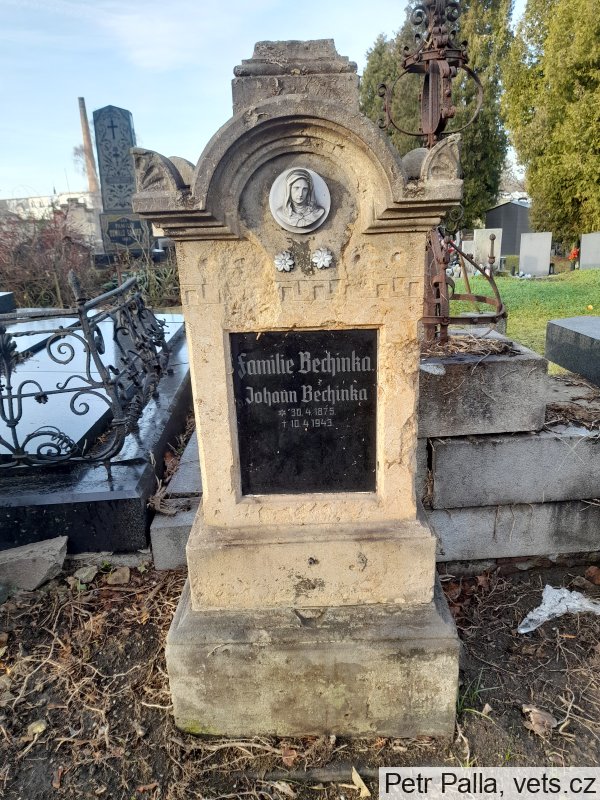 Familie Bechinka.
Johann Bechinka
* 30.4.1875.
† 10.4.1943.
Petr Palla, vets.cz